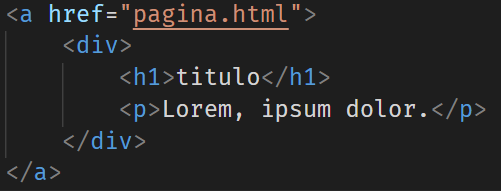 <a href="pagina.html">
<div>
<h1>titulo</h1>
<p>Lorem, ipsum dolor.</p>
</div>
</a>